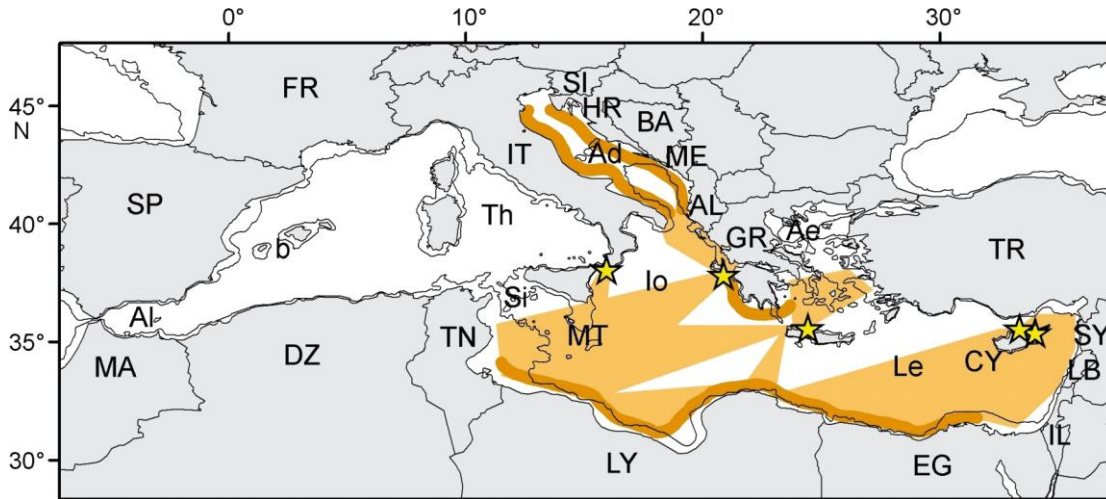 0° 10° 20° 30°
45°
N
40°
35°
30°
FR
SI
HR
BA
IT
Ad
ME
SP
Th
AL
b
GR
Ae
TR
Io
Al
Si
MT
TN
SY
MA
DZ
Le
CY
LB
IL
LY
EG